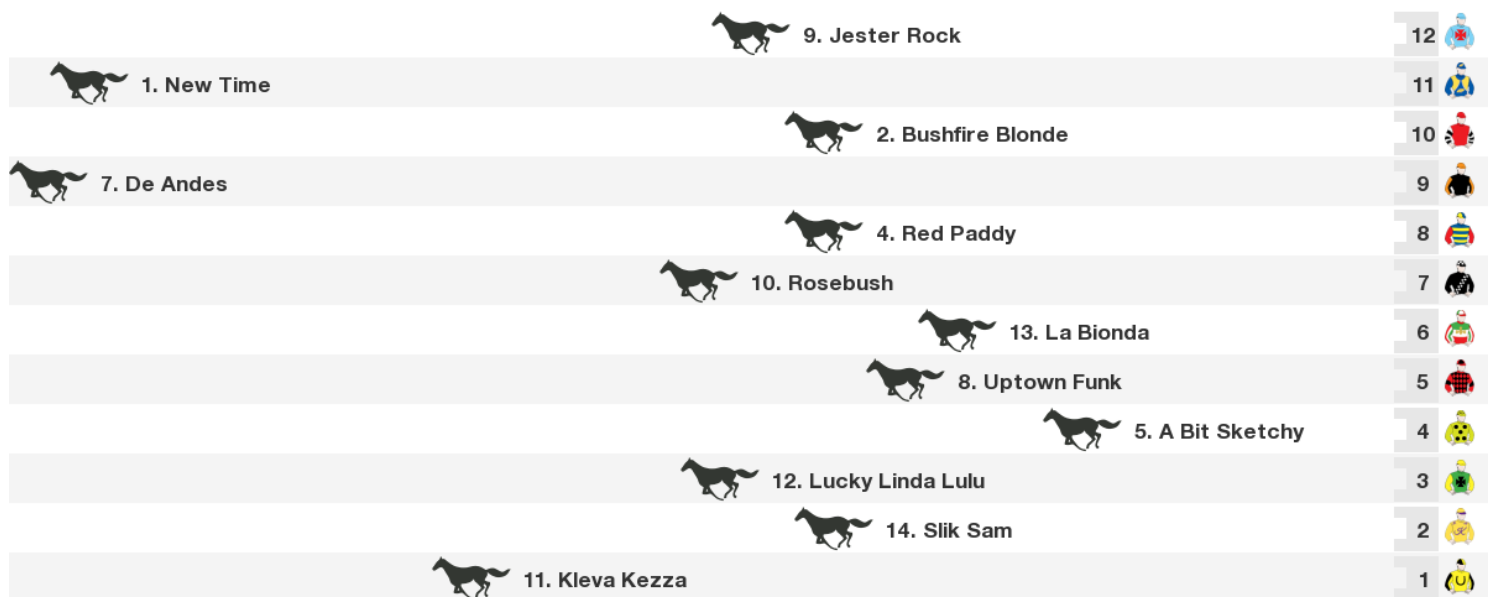 9. Jester Rock 12
1. New Time 11
2. Bushfire Blonde 10
7. De Andes 9
4. Red Paddy 8
10. Rosebush 7
13. La Bionda 6
8. Uptown Funk 5
5. A Bit Sketchy 4
12. Lucky Linda Lulu 3
14. Slik Sam 2
11. Kleva Kezza 1